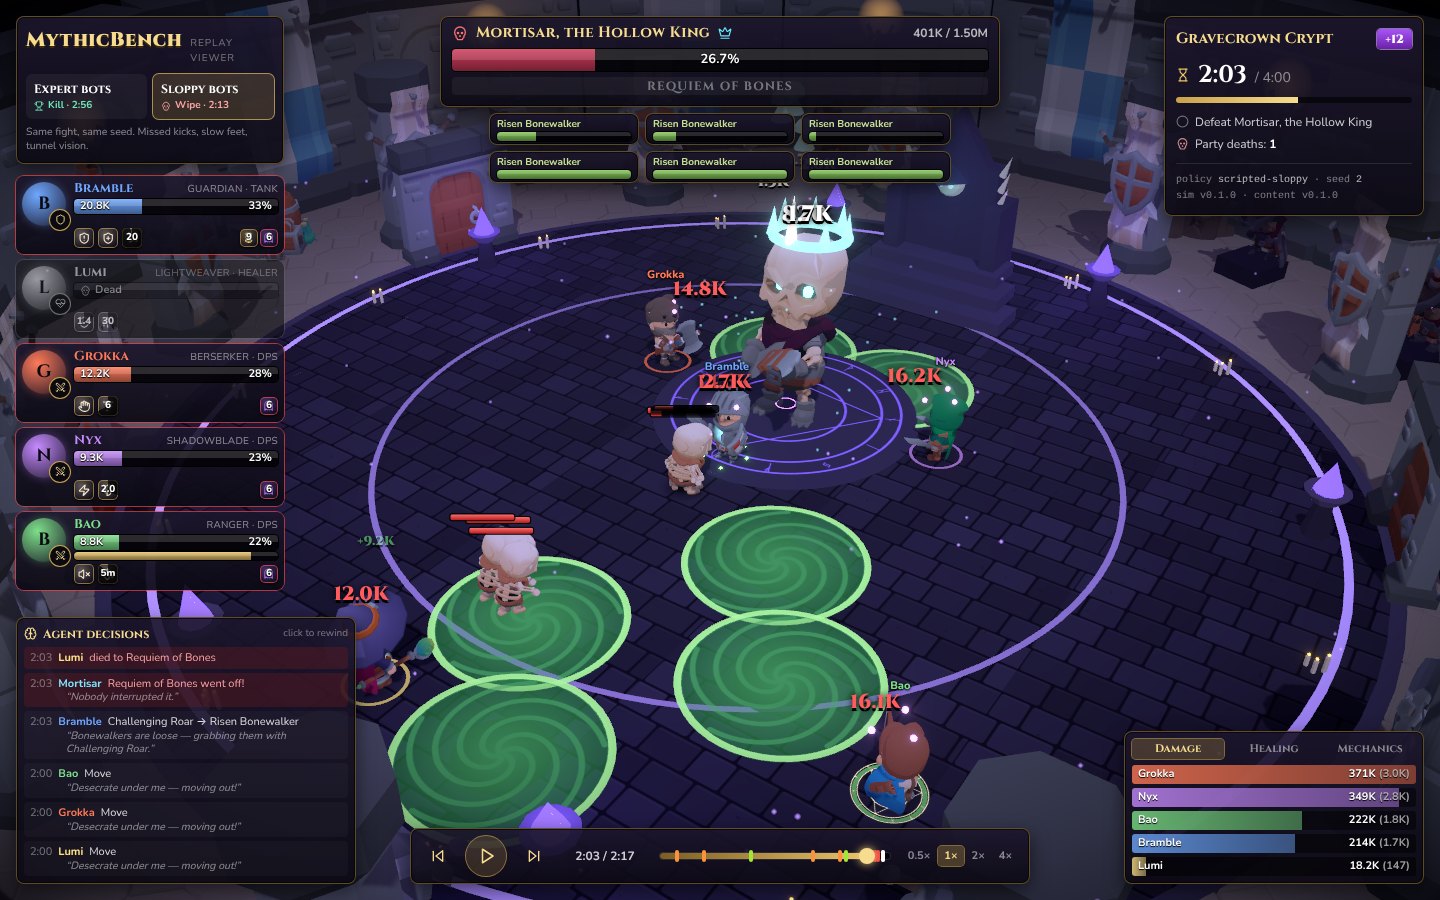 MYTHICBENCH REPLAY VIEWER
EXPERT BOTS
Kill · 2:56
SLOPPY BOTS
Wipe · 2:13
Same fight, same seed. Missed kicks, slow feet,
tunnel vision.
B
BRAMBLE GUARDIAN · TANK
20.8K 33%
20 9 6
L
LUMI LIGHTWEAVER · HEALER
Dead
1.4 30
G
GROKKA BERSERKER · DPS
12.2K 28%
6 6
N
NYX SHADOWBLADE · DPS
9.3K 23%
2.0 6
B
BAO RANGER · DPS
8.8K 22%
5m 6
MORTISAR, THE HOLLOW KING 401K / 1.50M
26.7%
REQUIEM OF BONES
Risen Bonewalker Risen Bonewalker Risen Bonewalker
Risen Bonewalker Risen Bonewalker Risen Bonewalker
GRAVECROWN CRYPT +12
2:03 / 4:00
Defeat Mortisar, the Hollow King
Party deaths: 1
policy scripted-sloppy · seed 2
sim v0.1.0 · content v0.1.0
Grokka
14.8K
Bramble
Nyx
16.2K
+9.2K
12.0K
Bao
16.1K
AGENT DECISIONS click to rewind
2:03 Lumi died to Requiem of Bones
2:03 Mortisar Requiem of Bones went off!
“Nobody interrupted it.”
2:03 Bramble Challenging Roar → Risen Bonewalker
“Bonewalkers are loose — grabbing them with
Challenging Roar.”
2:00 Bao Move
“Desecrate under me — moving out!”
2:00 Grokka Move
“Desecrate under me — moving out!”
2:00 Lumi Move
“Desecrate under me — moving out!”
2:03 / 2:17 0.5× 1× 2× 4×
DAMAGE HEALING MECHANICS
Grokka 371K (3.0K)
Nyx 349K (2.8K)
Bao 222K (1.8K)
Bramble 214K (1.7K)
Lumi 18.2K (147)